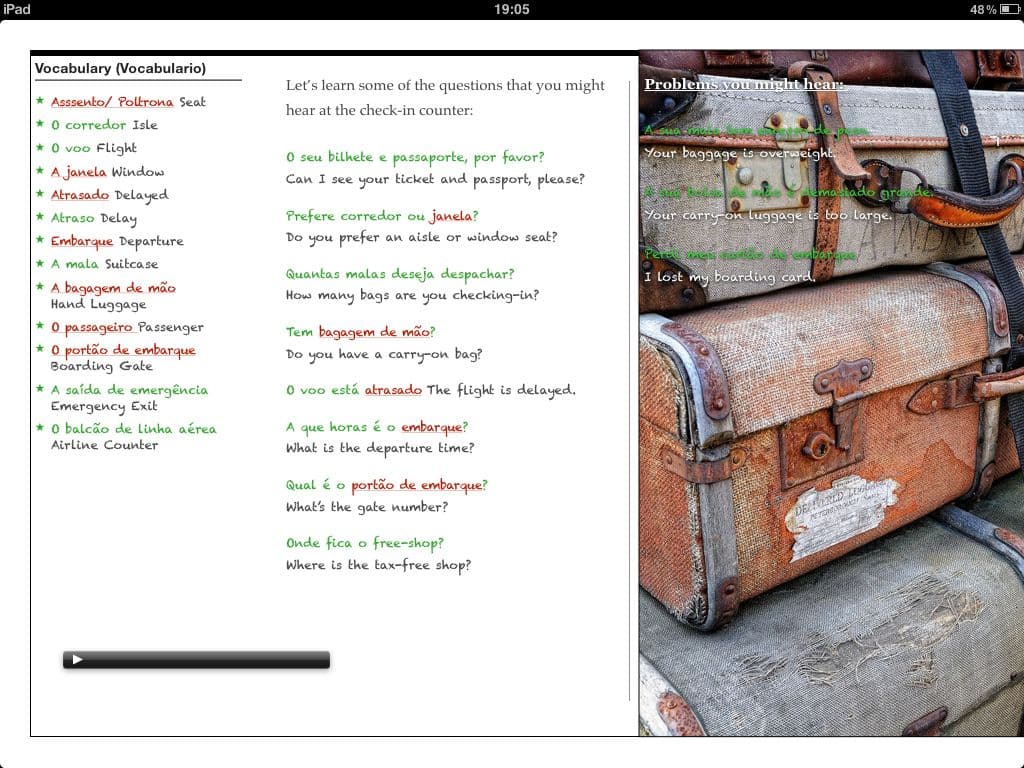 iPad
19:05
48%
Vocabulary (Vocabulario)
Asssento/ Poltrona Seat
O corredor Isle
O voo Flight
A janela Window
Atrasado Delayed
Atraso Delay
Embarque Departure
A mala Suitcase
A bagagem de mão
Hand Luggage
O passageiro Passenger
O portão de embarque
Boarding Gate
A saída de emergência
Emergency Exit
O balcão de linha aérea
Airline Counter
Let's learn some of the questions that you might
hear at the check-in counter:
O seu bilhete e passaporte, por favor?
Can I see your ticket and passport, please?
Prefere corredor ou janela?
Do you prefer an aisle or window seat?
Quantas malas deseja despachar?
How many bags are you checking-in?
Tem bagagem de mão?
Do you have a carry-on bag?
O voo está atrasado The flight is delayed.
A que horas é o embarque?
What is the departure time?
Qual é o portão de embarque?
What's the gate number?
Onde fica o free-shop?
Where is the tax-free shop?
Problems you might hear:
A sua mala tem excesso de peso.
Your baggage is overweight.
A sua bolsa de mão é demasiado grande.
Your carry-on luggage is too large.
Perdi meu cartão de embarque.
I lost my boarding card.